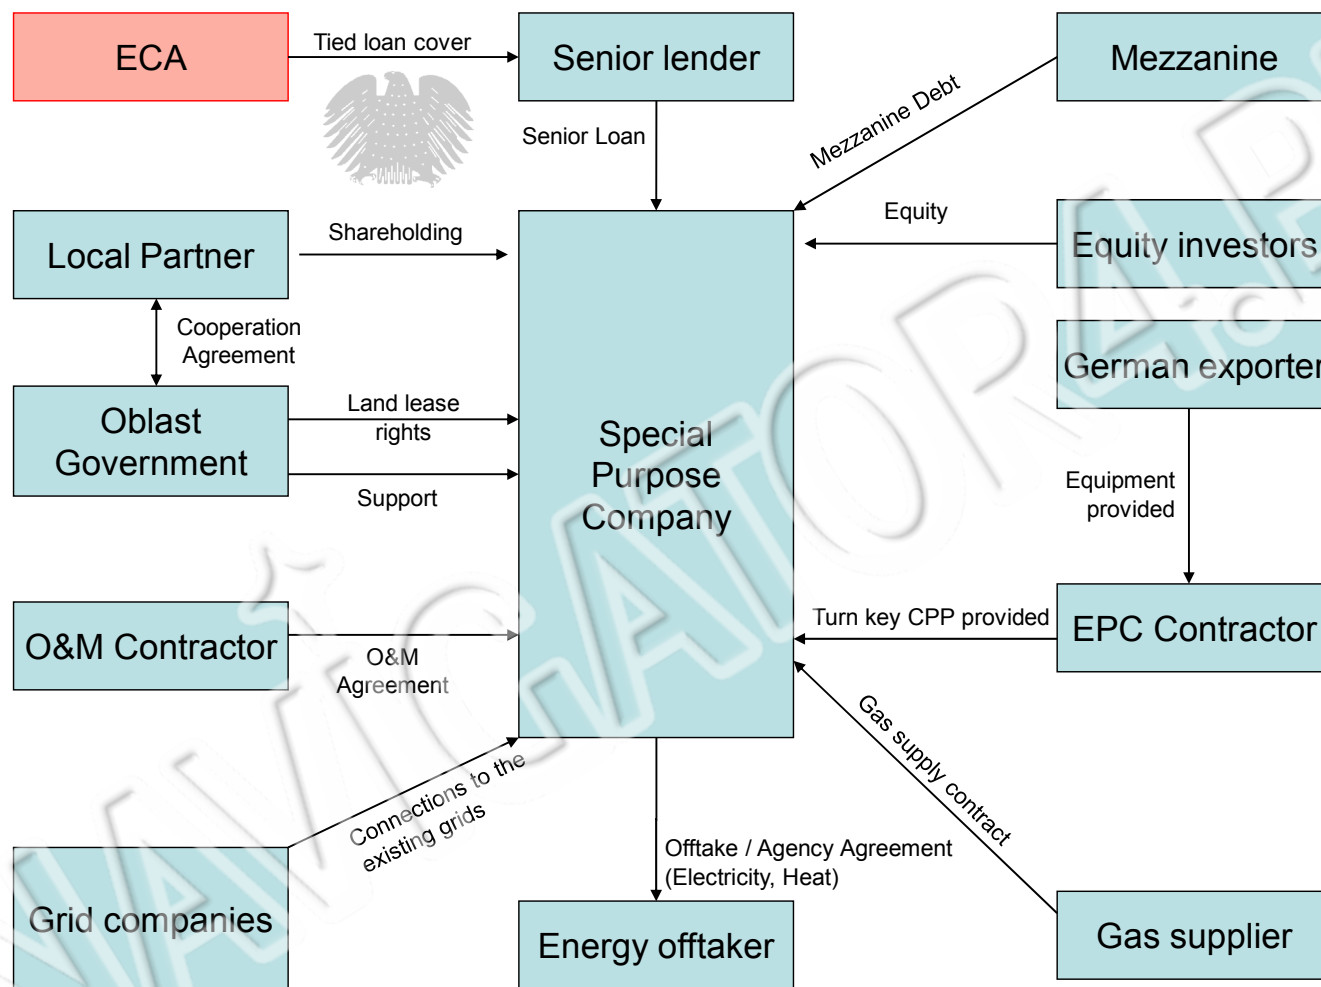 ECA
Tied loan cover
Senior lender
Mezzanine
Senior Loan
Mezzanine Debt
Local Partner
Shareholding
Equity
Equity investors
Cooperation
Agreement
German exporter
Oblast
Government
Land lease
rights
Support
Special
Purpose
Company
Equipment
provided
O&M Contractor
O&M
Agreement
Turn key CPP provided
EPC Contractor
Connections to the
existing grids
Gas supply contract
Grid companies
Offtake / Agency Agreement
(Electricity, Heat)
Energy offtaker
Gas supplier